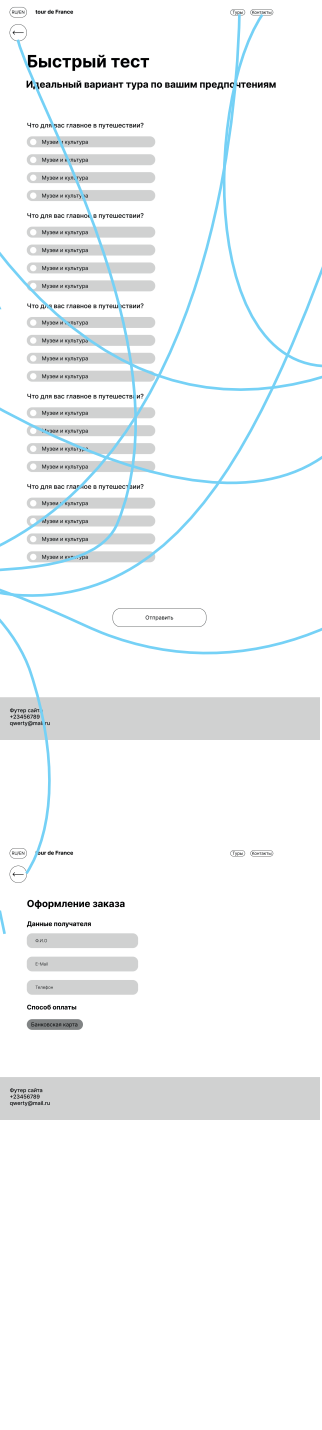 RU/EN tour de France Туры Контакты
Быстрый тест
Идеальный вариант тура по вашим предпочтениям
Что для вас главное в путешествии?
Музеи и культура
Музеи и культура
Музеи и культура
Музеи и культура
Что для вас главное в путешествии?
Музеи и культура
Музеи и культура
Музеи и культура
Музеи и культура
Что для вас главное в путешествии?
Музеи и культура
Музеи и культура
Музеи и культура
Музеи и культура
Что для вас главное в путешествии?
Музеи и культура
Музеи и культура
Музеи и культура
Музеи и культура
Что для вас главное в путешествии?
Музеи и культура
Музеи и культура
Музеи и культура
Музеи и культура
Отправить
Футер сайта
+23456789
qwerty@mail.ru
RU/EN tour de France Туры Контакты
Оформление заказа
Данные получателя
Ф.И.О
E-Mail
Телефон
Способ оплаты
Банковская карта
Футер сайта
+23456789
qwerty@mail.ru